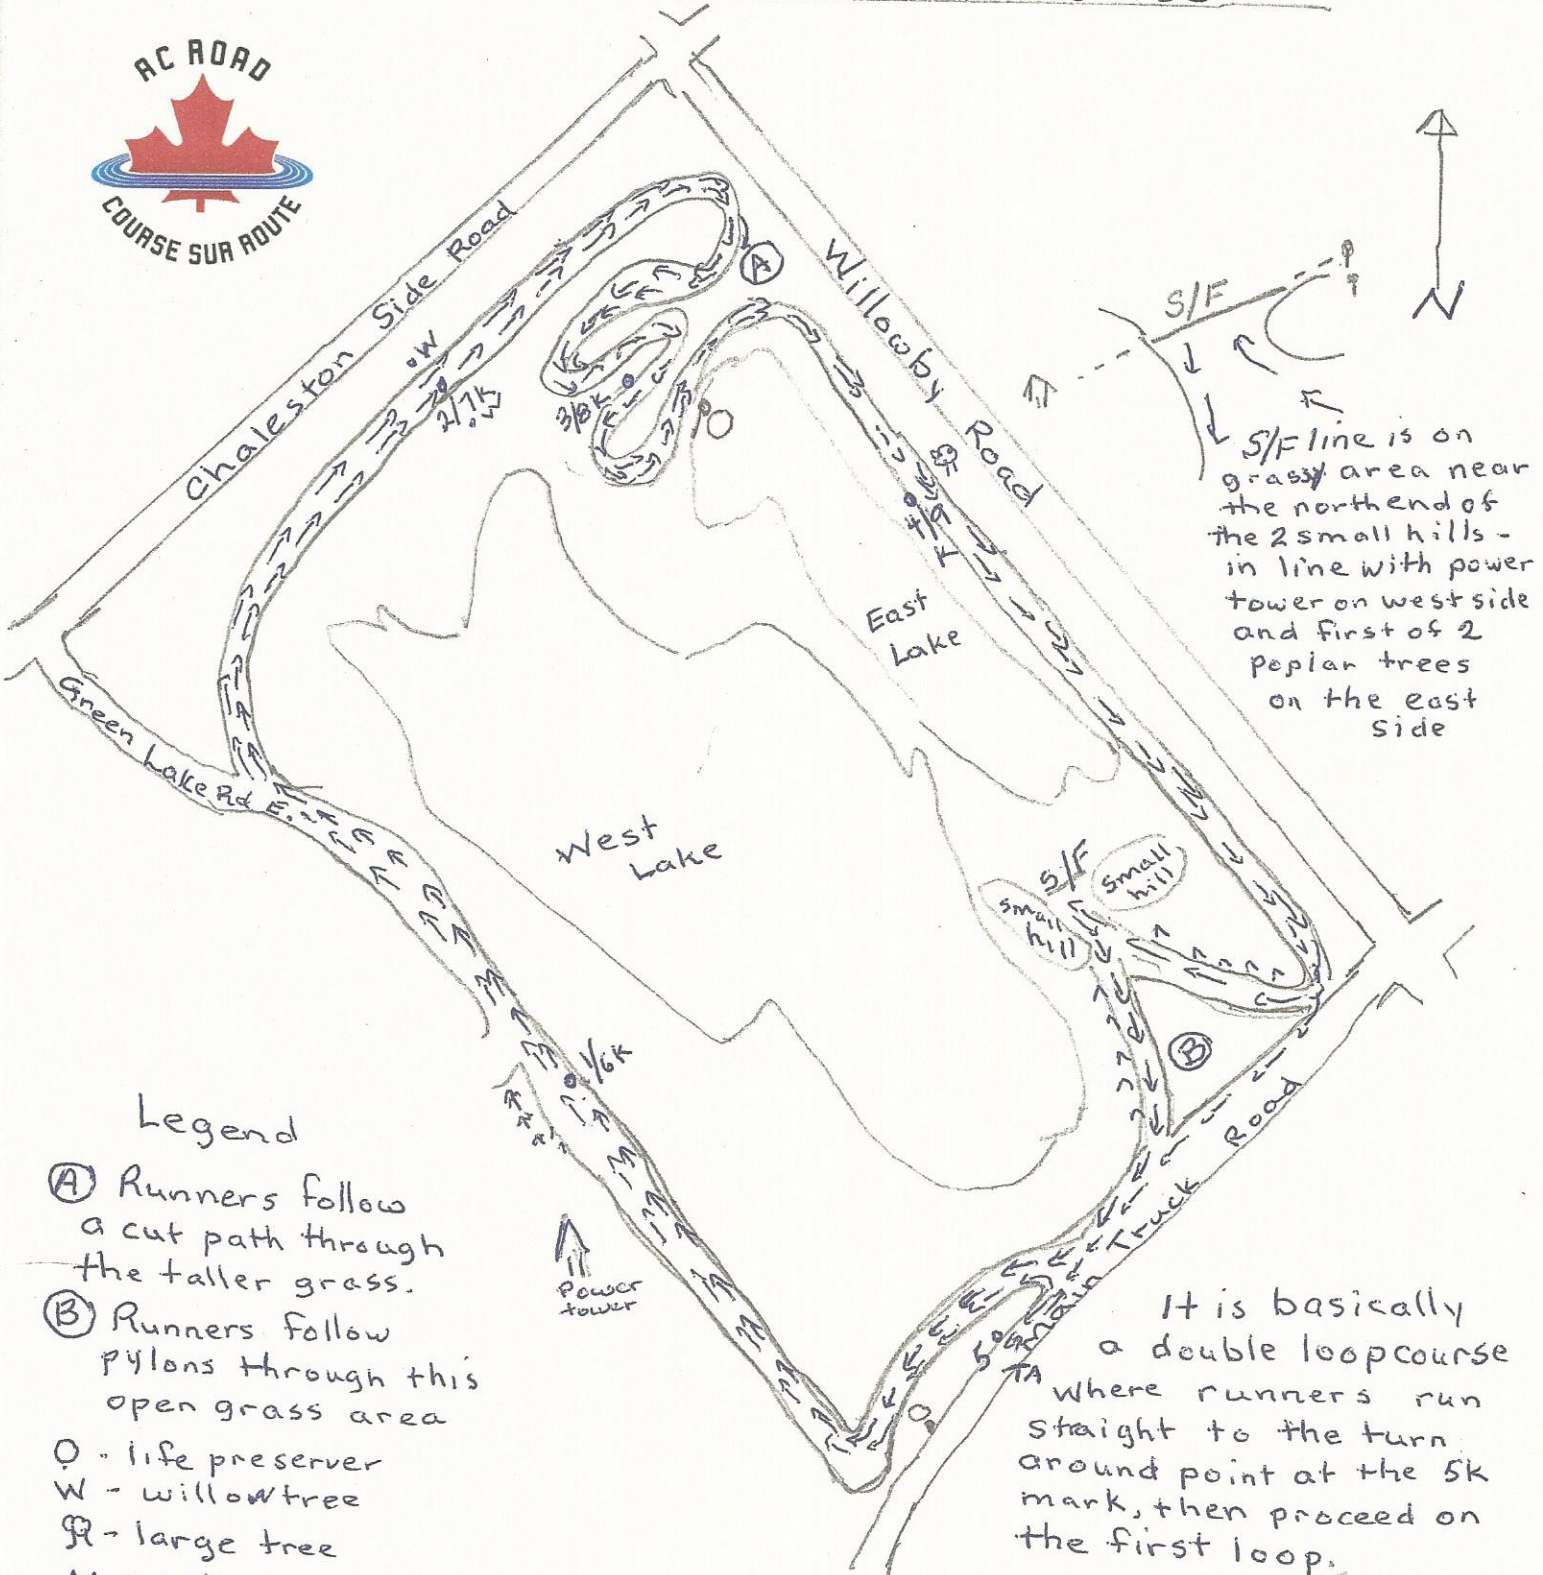 AC ROAD
COURSE SUR ROUTE
Chaleston Side Road
Willowby Road
A
W
2/7K
3/8K
4/9
K
S/F
N
S/F line is on
grassy area near
the north end of
the 2 small hills -
in line with power
tower on west side
and first of 2
poplar trees
on the east
side
East
Lake
Green Lake Rd E.
West
Lake
S/F
small
hill
small
hill
B
1/6K
Main Truck Road
5
TA
Power
tower
Legend
A Runners follow
a cut path through
the taller grass.
B Runners follow
pylons through this
open grass area
O - life preserver
W - willow tree
- large tree
It is basically
a double loop course
where runners run
straight to the turn
around point at the 5k
mark, then proceed on
the first loop.